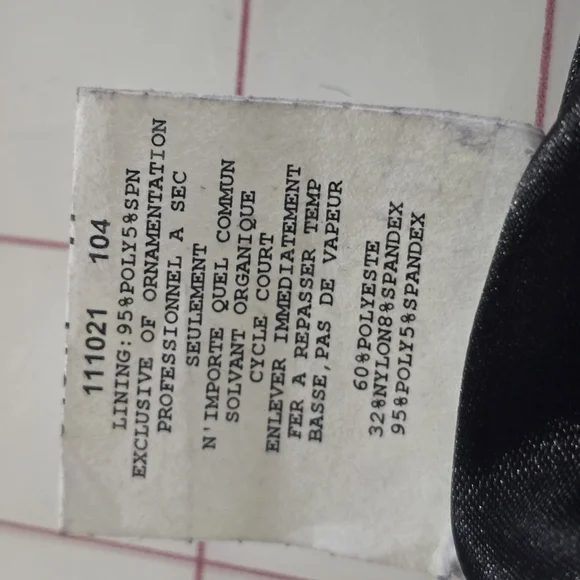 111021 104
LINING:95%POLY5%SPN
EXCLUSIVE OF ORNAMENTATION
PROFESSIONNEL A SEC
SEULEMENT
N'IMPORTE QUEL COMMUN
SOLVANT ORGANIQUE
CYCLE COURT
ENLEVER IMMEDIATEMENT
FER A REPASSER TEMP
BASSE,PAS DE VAPEUR
60%POLYESTE
32%NYLON8%SPANDEX
95%POLY5%SPANDEX